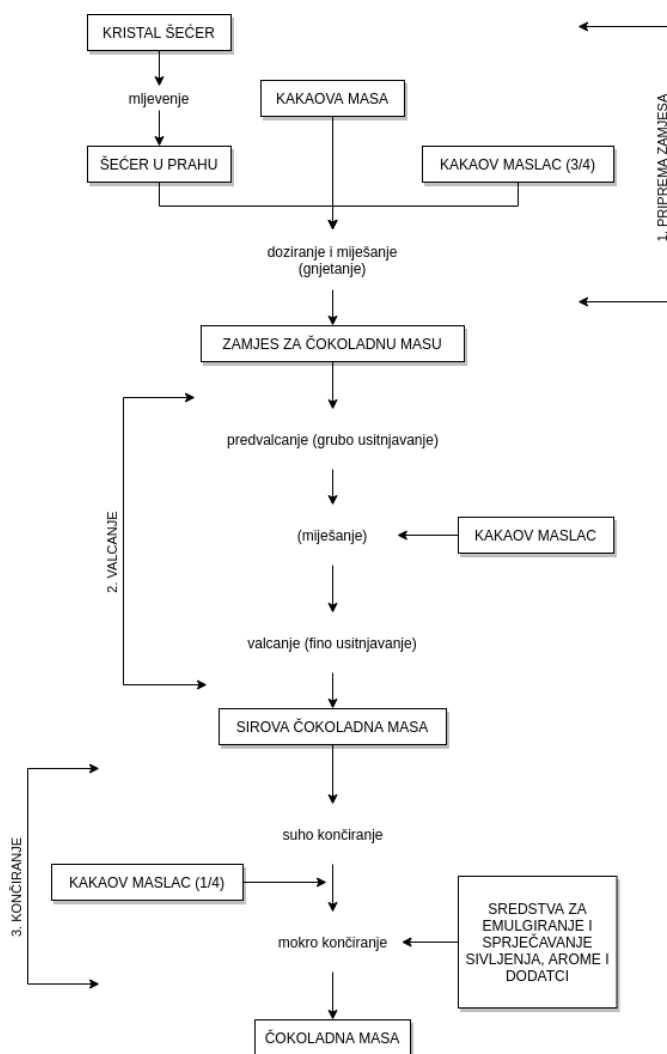 KRISTAL ŠEĆER
mljevenje
KAKAOVA MASA
ŠEĆER U PRAHU
KAKAOV MASLAC (3/4)
1. PRIPREMA ZAMJESA
doziranje i miješanje
(gnjetanje)
ZAMJES ZA ČOKOLADNU MASU
predvalcanje (grubo usitnjavanje)
2. VALCANJE
(miješanje)
KAKAOV MASLAC
valcanje (fino usitnjavanje)
SIROVA ČOKOLADNA MASA
3. KONČIRANJE
suho končiranje
KAKAOV MASLAC (1/4)
mokro končiranje
SREDSTVA ZA
EMULGIRANJE I
SPRJEČAVANJE
SIVLJENJA, AROME I
DODATCI
ČOKOLADNA MASA